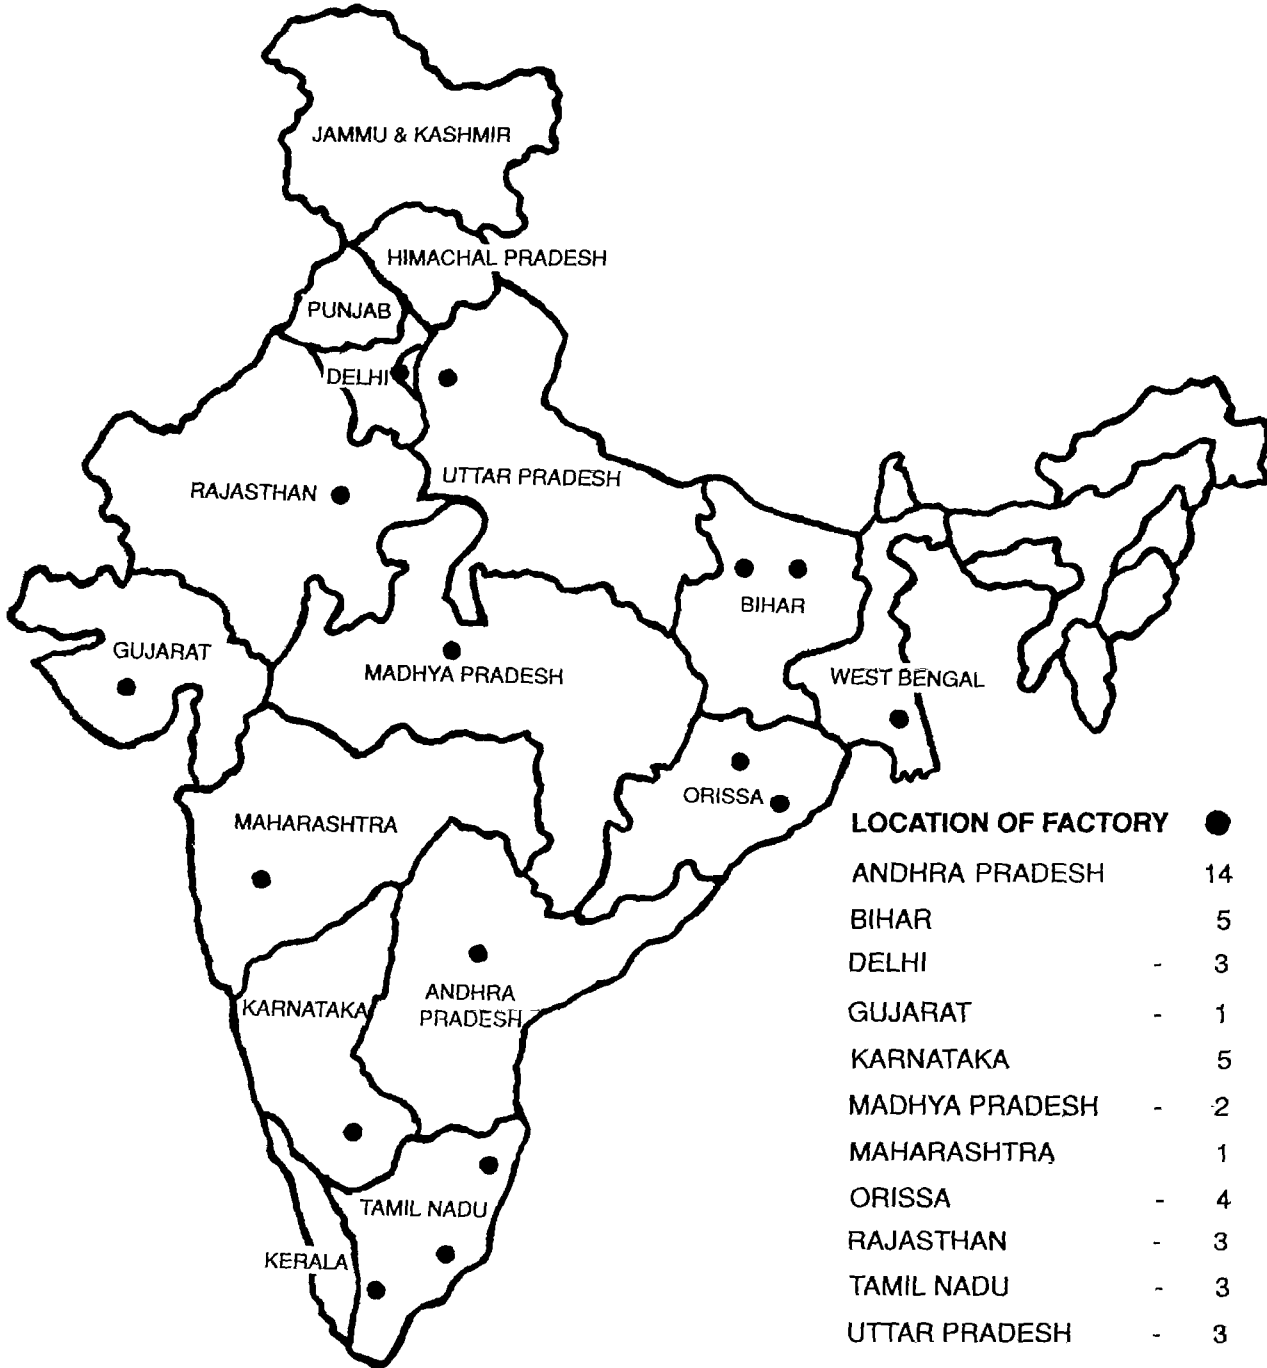 JAMMU & KASHMIR
HIMACHAL PRADESH
PUNJAB
DELHI
UTTAR PRADESH
RAJASTHAN
BIHAR
GUJARAT
MADHYA PRADESH
WEST BENGAL
ORISSA
MAHARASHTRA
ANDHRA
PRADESH
KARNATAKA
TAMIL NADU
KERALA
LOCATION OF FACTORY
ANDHRA PRADESH 14
BIHAR 5
DELHI - 3
GUJARAT - 1
KARNATAKA 5
MADHYA PRADESH - 2
MAHARASHTRA 1
ORISSA - 4
RAJASTHAN - 3
TAMIL NADU - 3
UTTAR PRADESH - 3